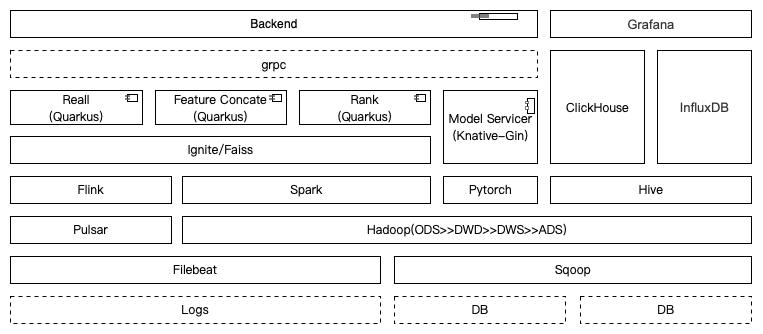 Backend
Grafana
grpc
Reall
(Quarkus)
Feature Concate
(Quarkus)
Rank
(Quarkus)
Model Servicer
(Knative-Gin)
ClickHouse
InfluxDB
Ignite/Faiss
Flink
Spark
Pytorch
Hive
Pulsar
Hadoop(ODS>>DWD>>DWS>>ADS)
Filebeat
Sqoop
Logs
DB
DB